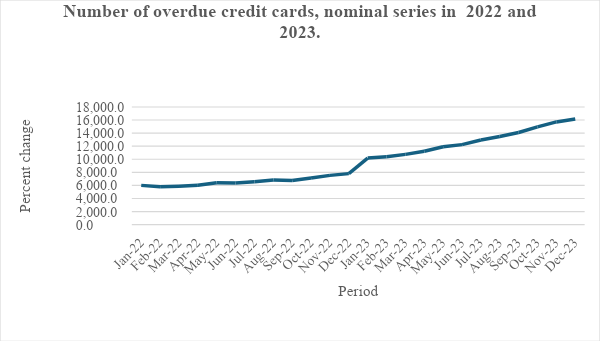 Number of overdue credit cards, nominal series in  2022 and
2023.
Percent change
18,000.0
16,000.0
14,000.0
12,000.0
10,000.0
8,000.0
6,000.0
4,000.0
2,000.0
0.0
Jan-22
Feb-22
Mar-22
Apr-22
May-22
Jun-22
Jul-22
Aug-22
Sep-22
Oct-22
Nov-22
Dec-22
Jan-23
Feb-23
Mar-23
Apr-23
May-23
Jun-23
Jul-23
Aug-23
Sep-23
Oct-23
Nov-23
Dec-23
Period